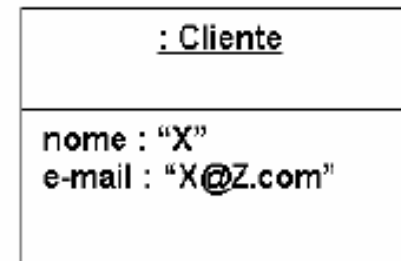 : Cliente
nome : “X”
e-mail : “X@Z.com”